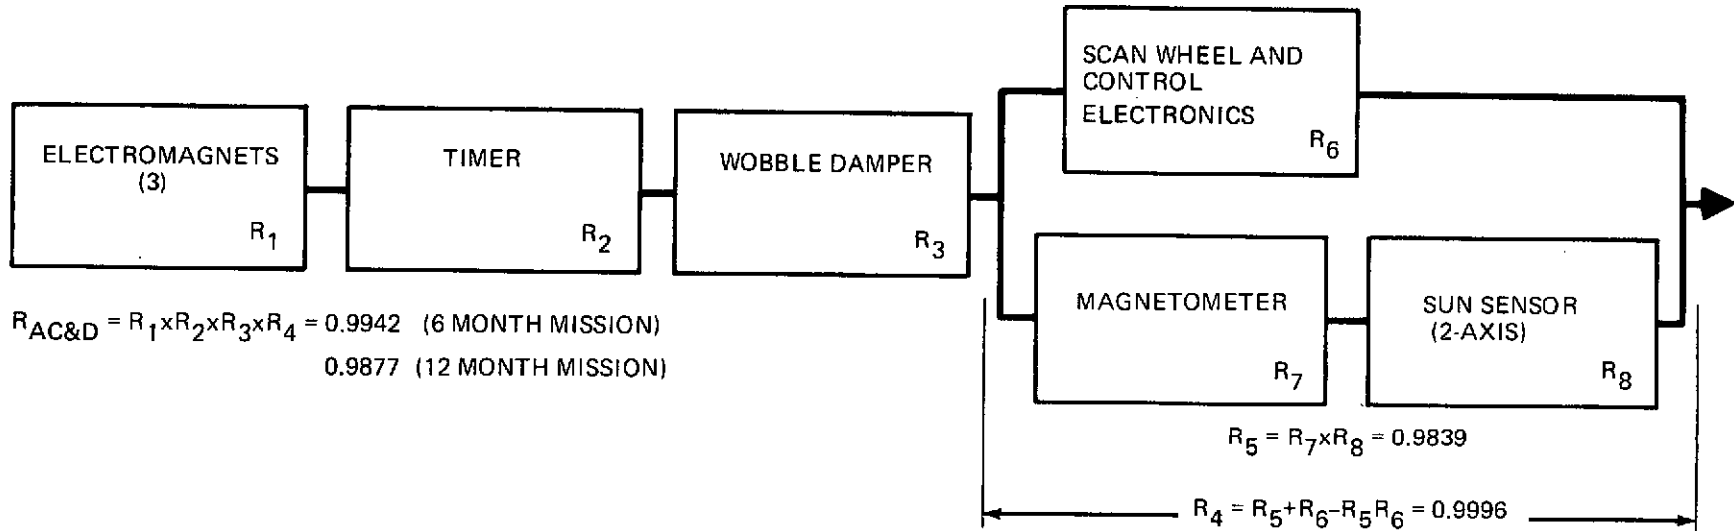 ELECTROMAGNETS
(3)
R1
TIMER
R2
WOBBLE DAMPER
R3
SCAN WHEEL AND
CONTROL
ELECTRONICS
R6
MAGNETOMETER
R7
SUN SENSOR
(2-AXIS)
R8
RAC&D = R1xR2xR3xR4 = 0.9942 (6 MONTH MISSION)
0.9877 (12 MONTH MISSION)
R5 = R7xR8 = 0.9839
R4 = R5+R6–R5R6 = 0.9996